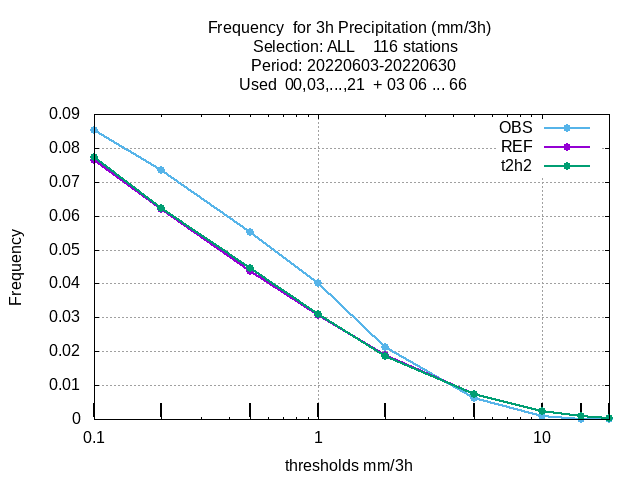 Frequency  for 3h Precipitation (mm/3h)
Selection: ALL    116 stations
Period: 20220603-20220630
Used  00,03,...,21  + 03 06 ... 66
OBS
REF
t2h2
0.09
0.08
0.07
0.06
0.05
0.04
0.03
0.02
0.01
0
Frequency
0.1
1
10
thresholds mm/3h